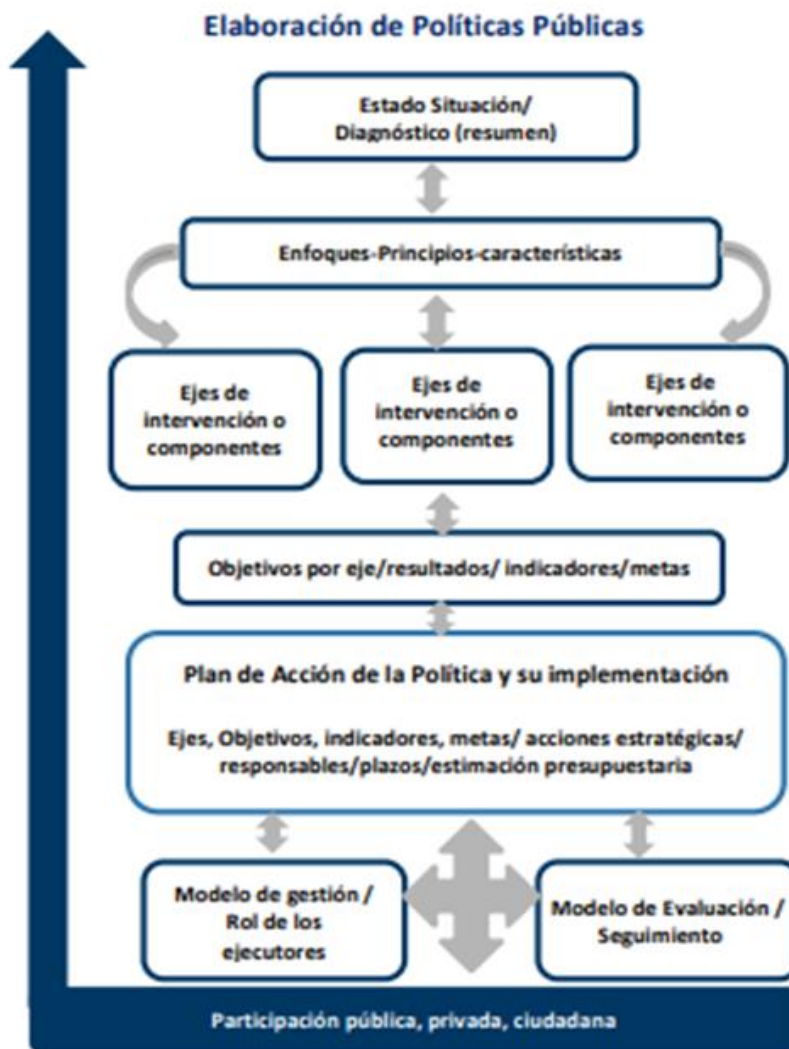 Elaboración de Políticas Públicas
Estado Situación/
Diagnóstico (resumen)
Enfoques-Principios-características
Ejes de
intervención o
componentes
Ejes de
intervención o
componentes
Ejes de
intervención o
componentes
Objetivos por eje/resultados/ indicadores/metas
Plan de Acción de la Política y su implementación
Ejes, Objetivos, indicadores, metas/ acciones estratégicas/
responsables/plazos/estimación presupuestaria
Modelo de gestión /
Rol de los
ejecutores
Modelo de Evaluación /
Seguimiento
Participación pública, privada, ciudadana